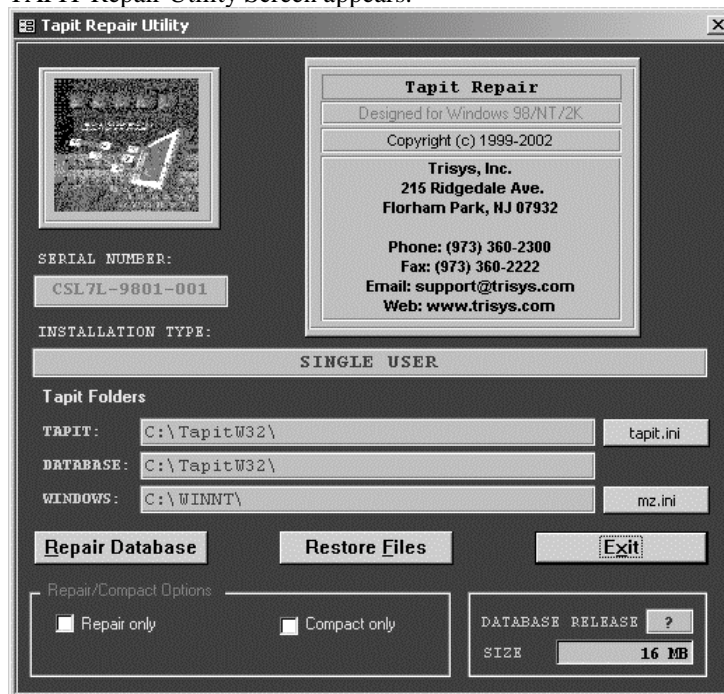 TAPIT Repair Utility Screen appears.
Tapit Repair Utility
Tapit Repair
Designed for Windows 98/NT/2K
Copyright (c) 1999-2002
Trisys, Inc.
215 Ridgedale Ave.
Florham Park, NJ 07932
Phone: (973) 360-2300
Fax: (973) 360-2222
Email: support@trisys.com
Web: www.trisys.com
SERIAL NUMBER:
CSL7L-9801-001
INSTALLATION TYPE:
SINGLE USER
Tapit Folders
TAPIT: C:\TapitW32\ tapit.ini
DATABASE: C:\TapitW32\
WINDOWS: C:\WINNT\ mz.ini
Repair Database Restore Files Exit
Repair/Compact Options
Repair only Compact only
DATABASE RELEASE ?
SIZE 16 MB